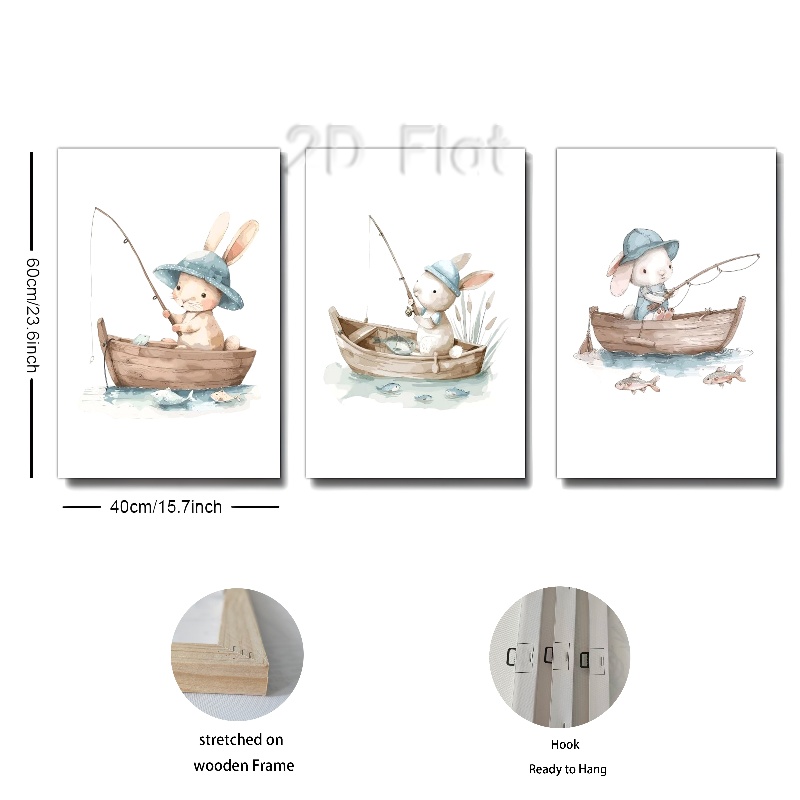 2D Flat
60cm/23.6inch
40cm/15.7inch
stretched on
wooden Frame
Hook
Ready to Hang